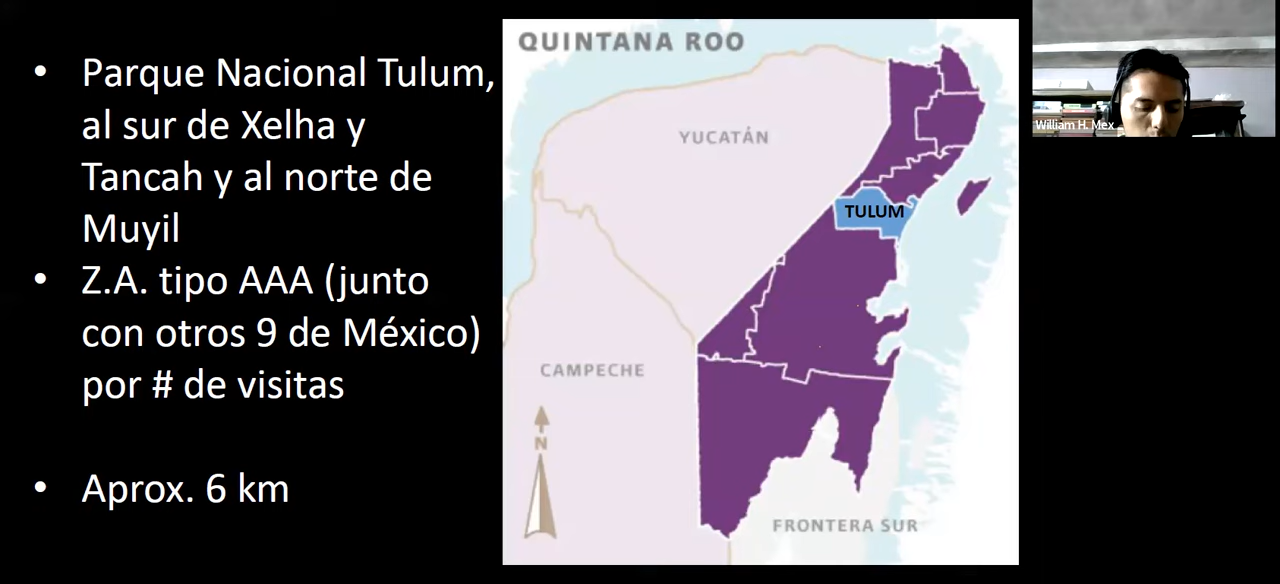 • Parque Nacional Tulum,
al sur de Xelha y
Tancah y al norte de
Muyil
• Z.A. tipo AAA (junto
con otros 9 de México)
por # de visitas
• Aprox. 6 km
QUINTANA ROO
YUCATÁN
TULUM
CAMPECHE
N
FRONTERA SUR
William H. Mex